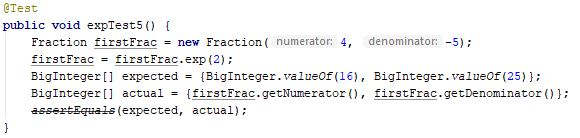 @Test
public void expTest5() {
Fraction firstFrac = new Fraction( numerator: 4, denominator: -5);
firstFrac = firstFrac.exp(2);
BigInteger[] expected = {BigInteger.valueOf(16), BigInteger.valueOf(25)};
BigInteger[] actual = {firstFrac.getNumerator(), firstFrac.getDenominator()};
assertEquals(expected, actual);
}